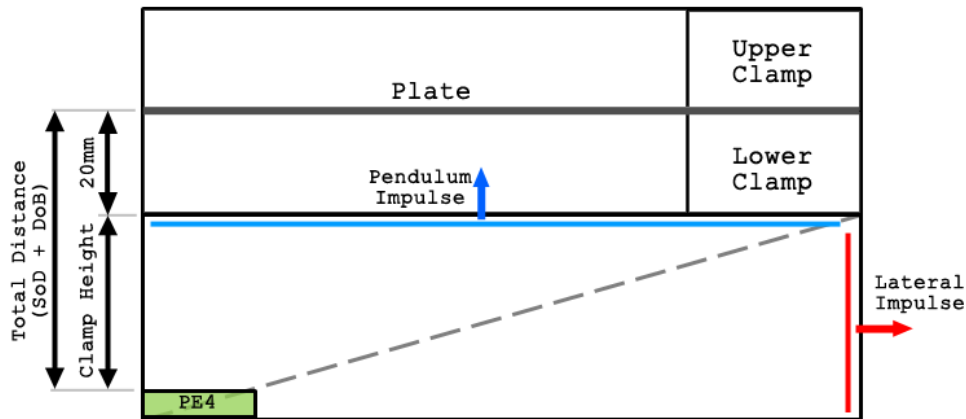 Upper
Clamp
Plate
20mm
Lower
Clamp
Pendulum
Impulse
Total Distance
(SoD + DoB)
Clamp Height
Lateral
Impulse
PE4